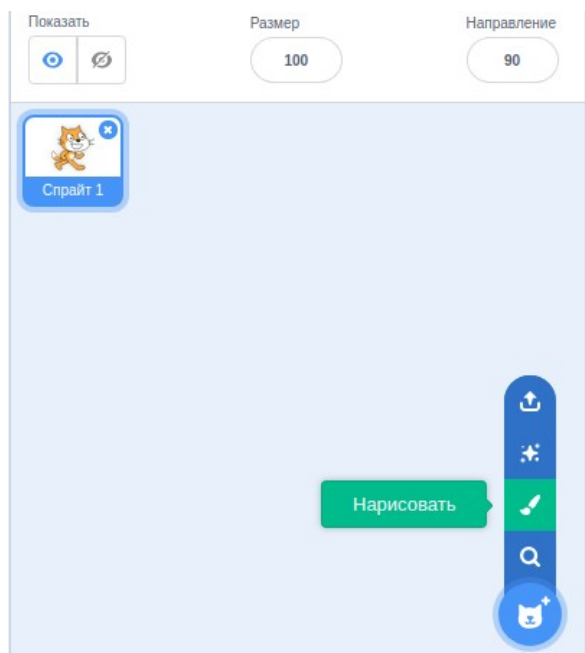 Показать
Размер
Направление
100
90
Спрайт 1
Нарисовать